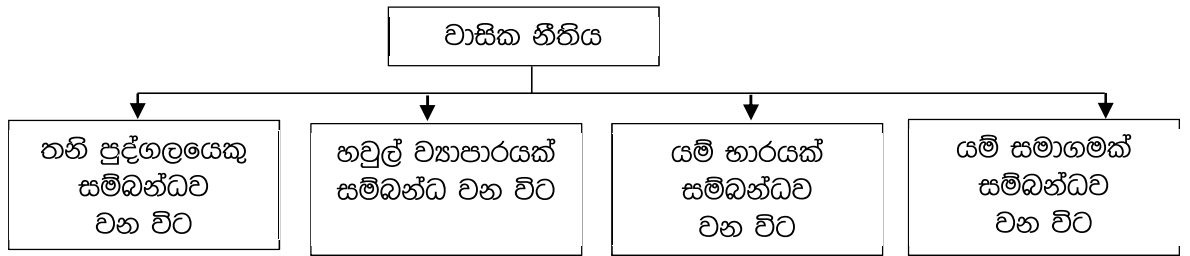 වාසික නීතිය
තනි පුද්ගලයෙකු
සම්බන්ධව
වන විට
හවුල් ව්‍යාපාරයක්
සම්බන්ධ වන විට
යම් භාරයක්
සම්බන්ධව
වන විට
යම් සමාගමක්
සම්බන්ධව
වන විට